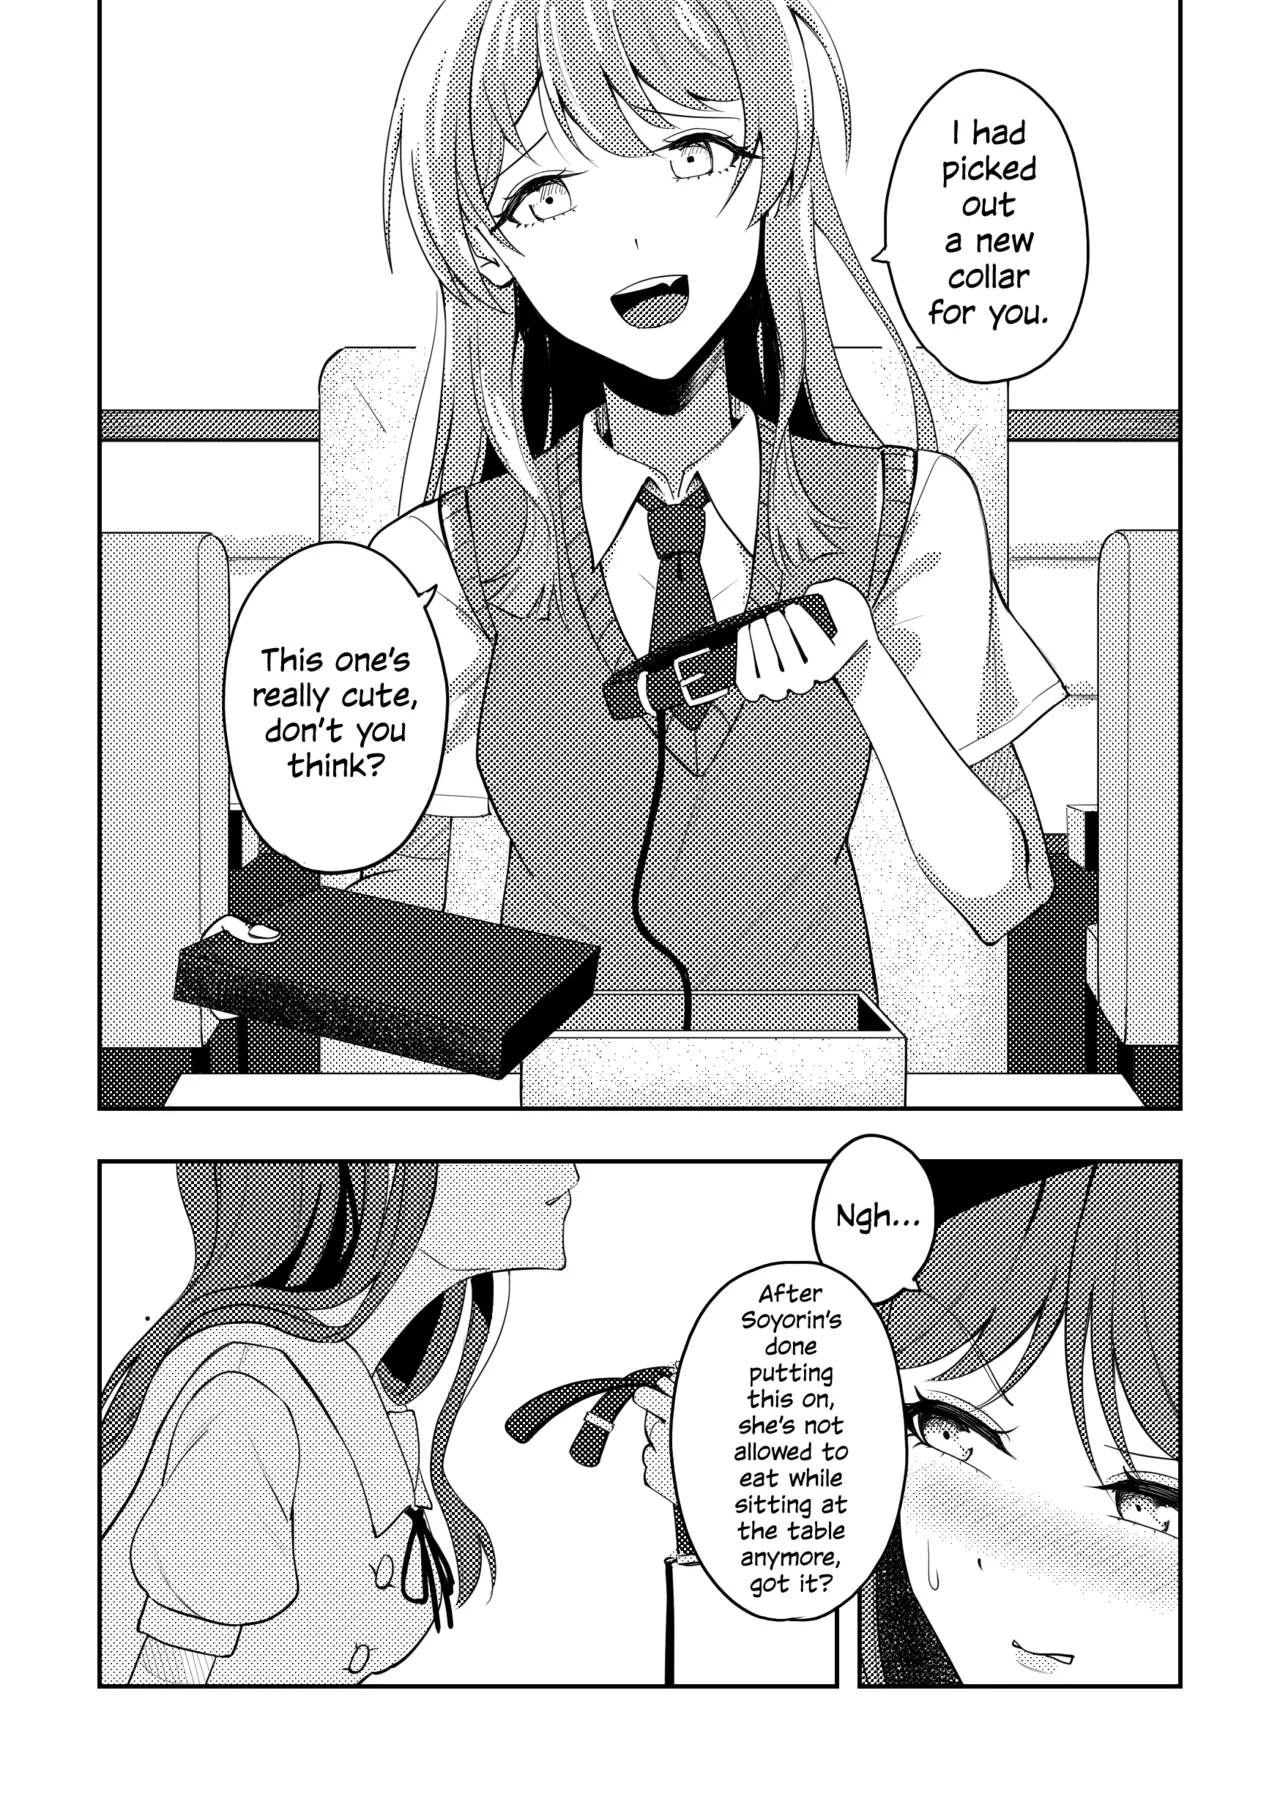 I had
picked
out
a new
collar
for you.
This one's
really cute,
don't you
think?
Ngh...
After
Soyorin's
done
putting
this on,
she's not
allowed to
eat while
sitting at
the table
anymore,
got it?